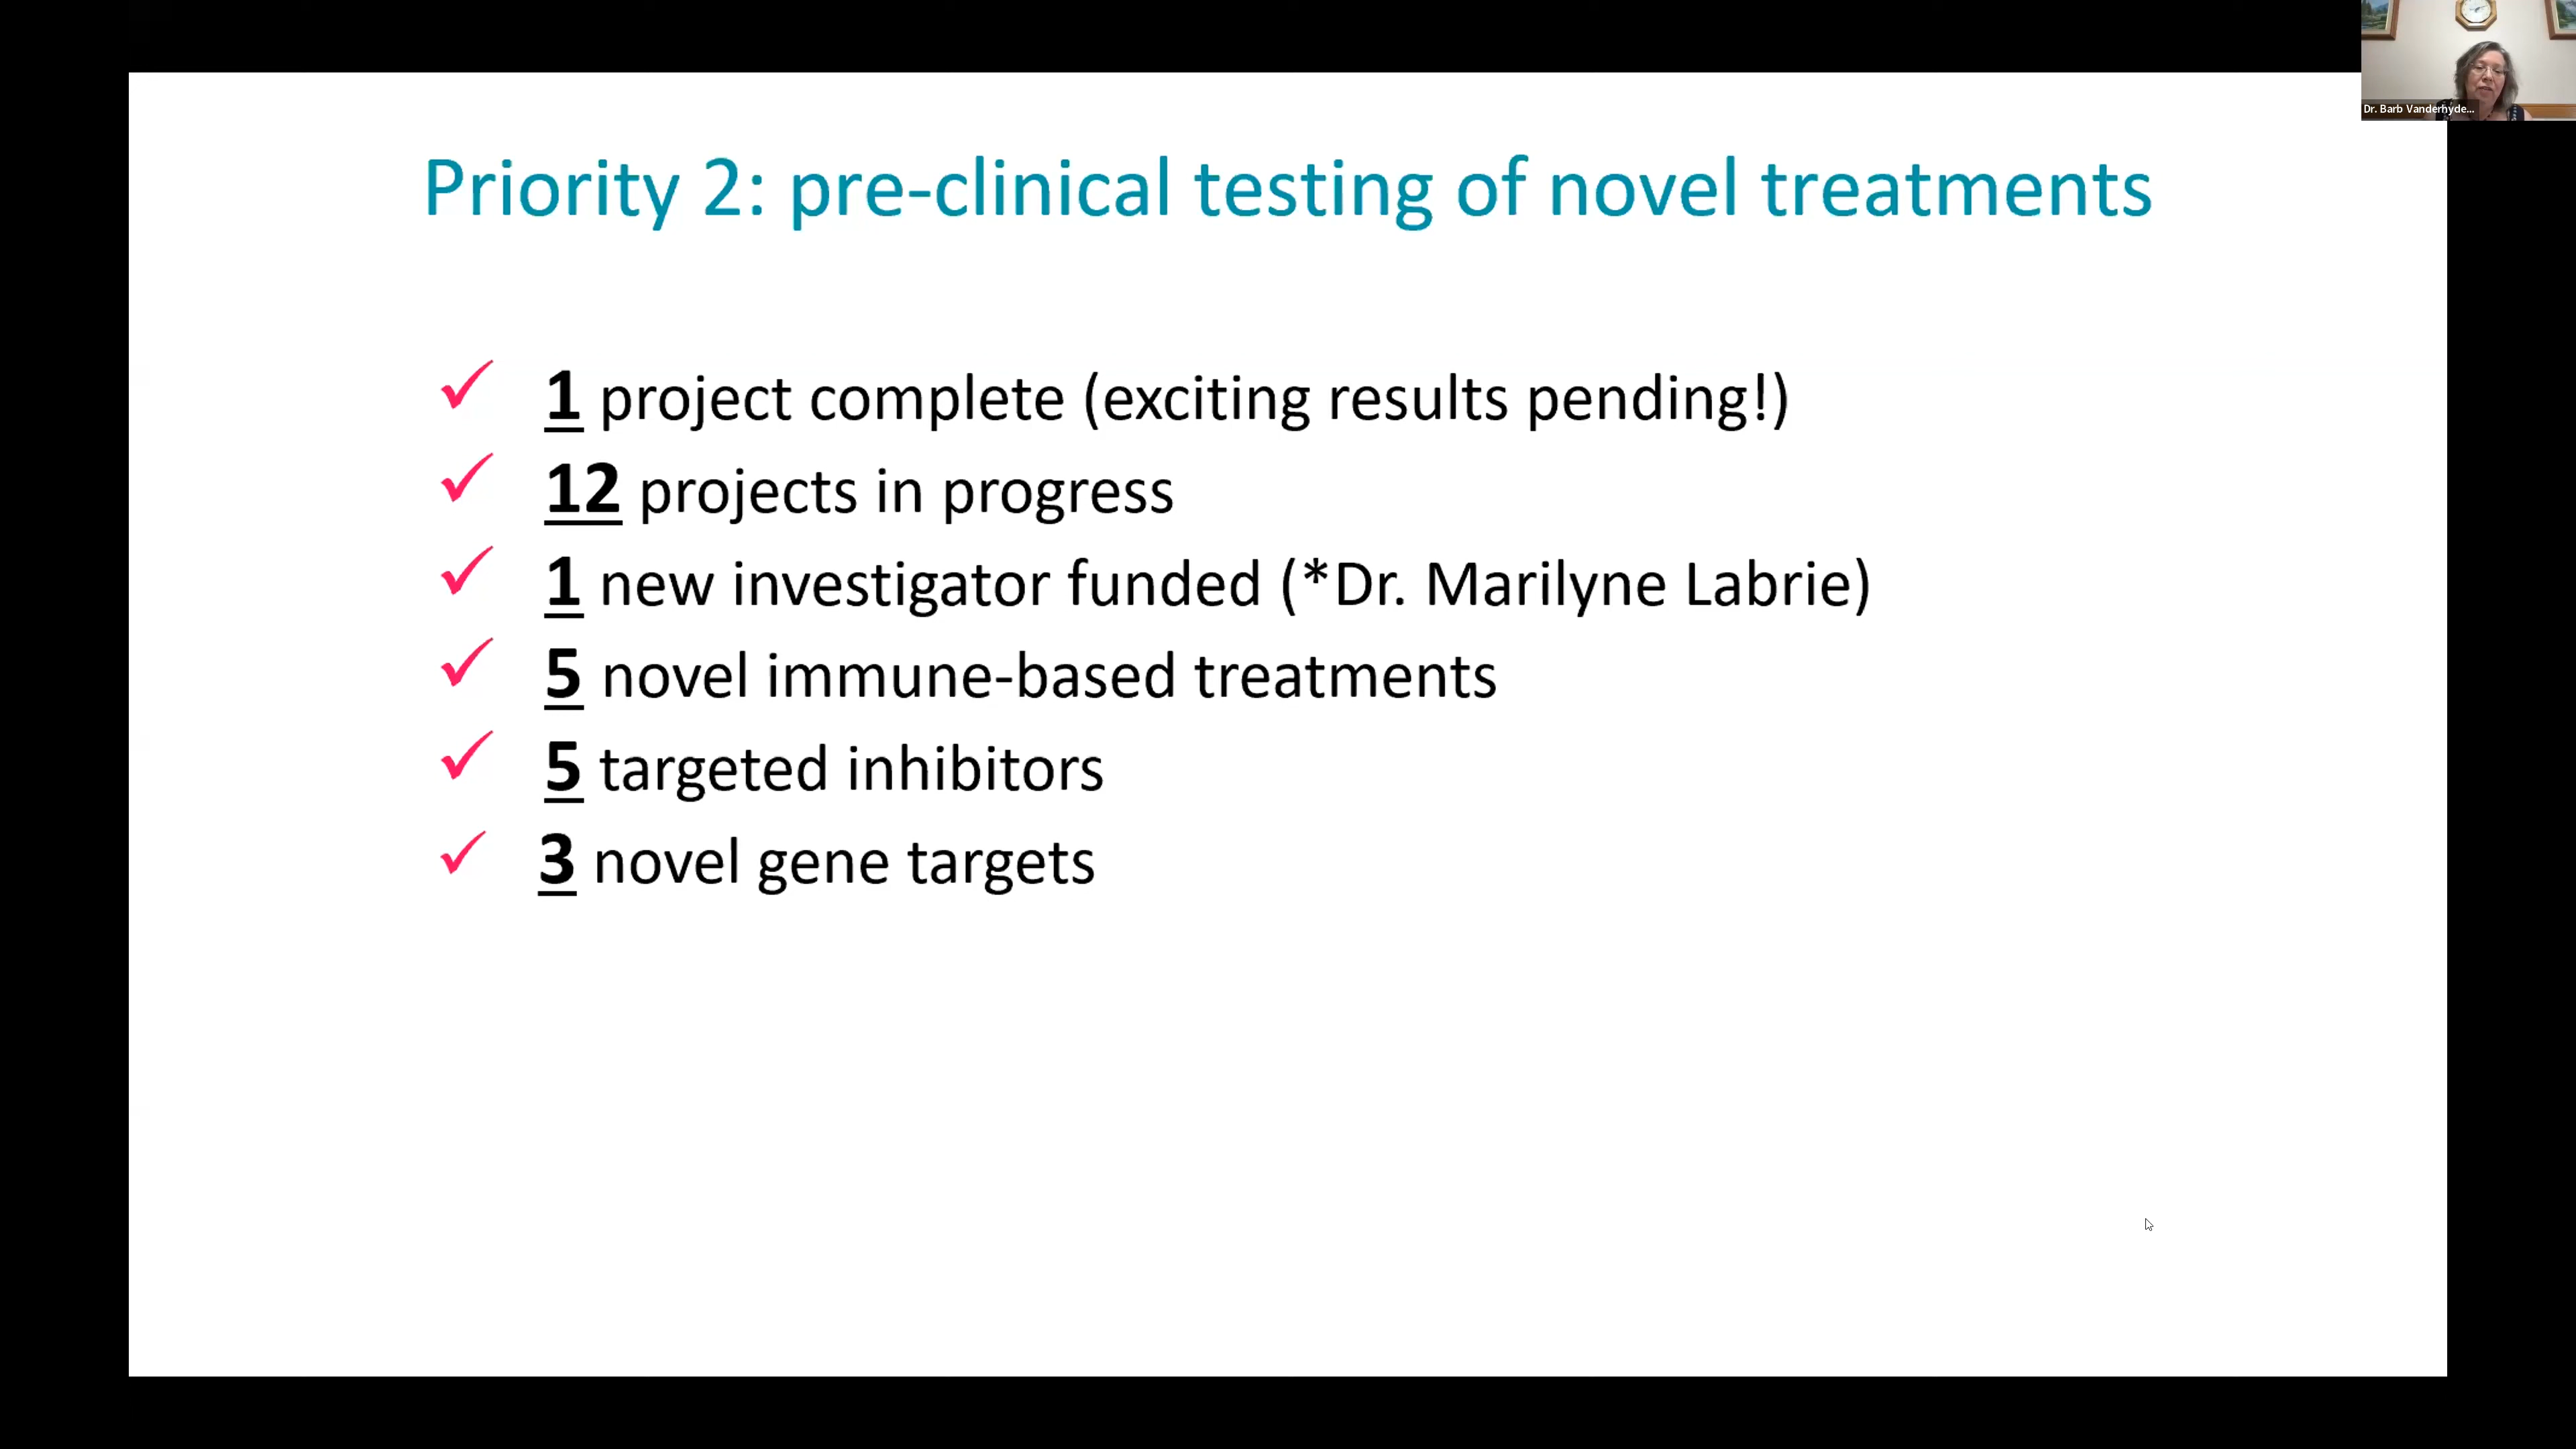 Dr. Barb Vanderhyde...
Priority 2: pre-clinical testing of novel treatments
✓ 1 project complete (exciting results pending!)
✓ 12 projects in progress
✓ 1 new investigator funded (*Dr. Marilyne Labrie)
✓ 5 novel immune-based treatments
✓ 5 targeted inhibitors
✓ 3 novel gene targets